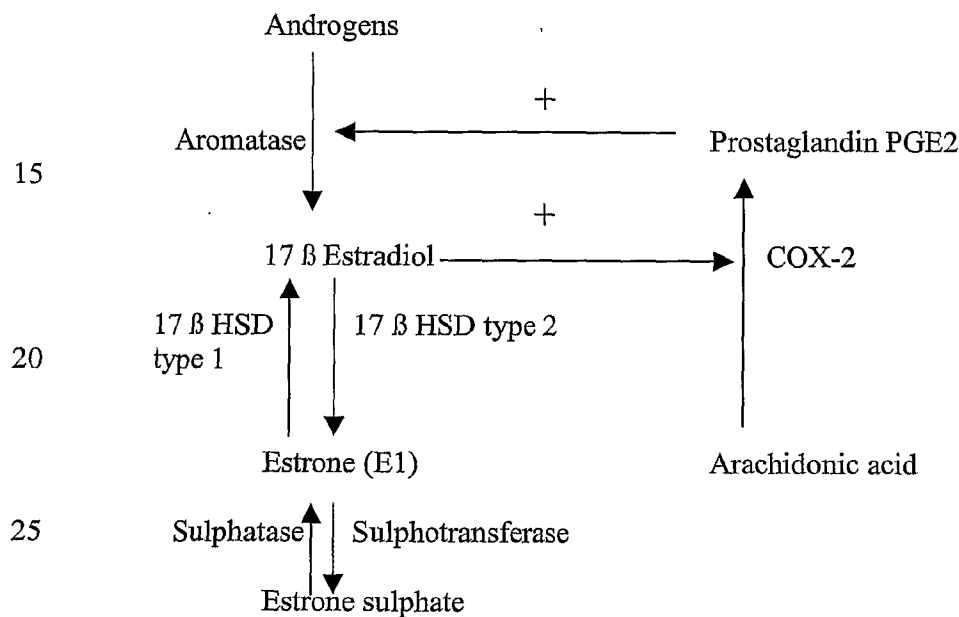 Androgens
+
Aromatase
Prostaglandin PGE2
15
+
17 ß Estradiol
COX-2
17 ß HSD
type 1
17 ß HSD type 2
20
Estrone (E1)
Arachidonic acid
25
Sulphatase
Sulphotransferase
Estrone sulphate